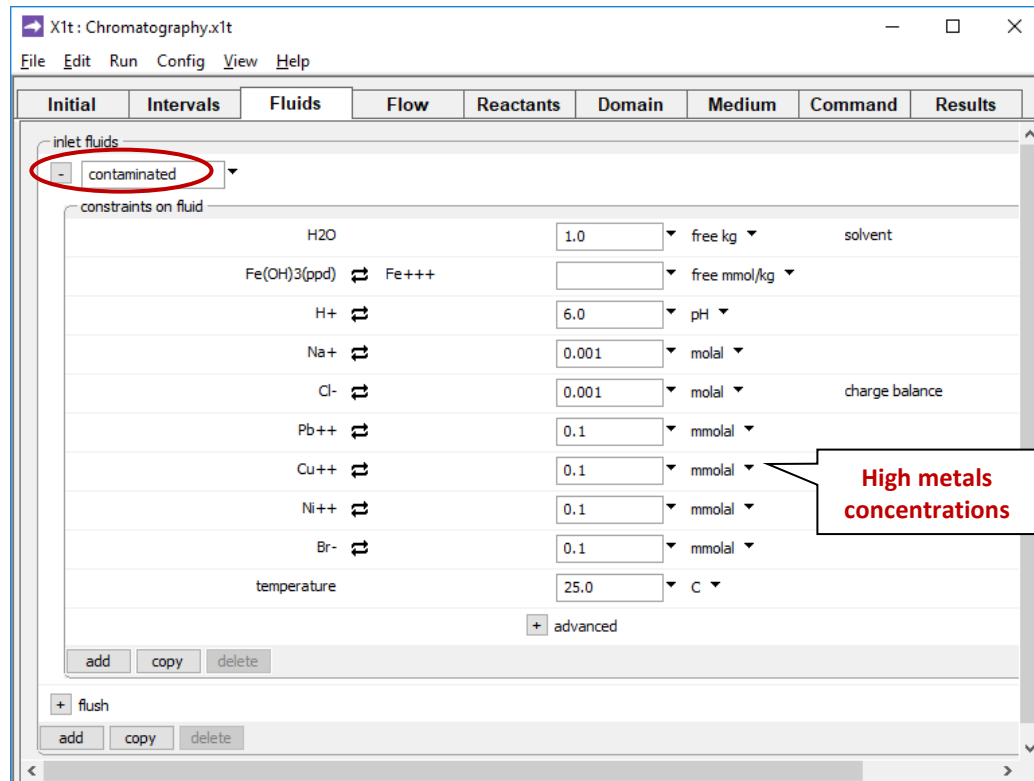 X1t : Chromatography.x1t
File Edit Run Config View Help
Initial Intervals Fluids Flow Reactants Domain Medium Command Results
inlet fluids
- contaminated
constraints on fluid
H2O 1.0 free kg solvent
Fe(OH)3(ppd) Fe+++ free mmol/kg
H+ 6.0 pH
Na+ 0.001 molal
Cl- 0.001 molal charge balance
Pb++ 0.1 mmolal
Cu++ 0.1 mmolal
High metals
concentrations
Ni++ 0.1 mmolal
Br- 0.1 mmolal
temperature 25.0 C
+ advanced
add copy delete
+ flush
add copy delete